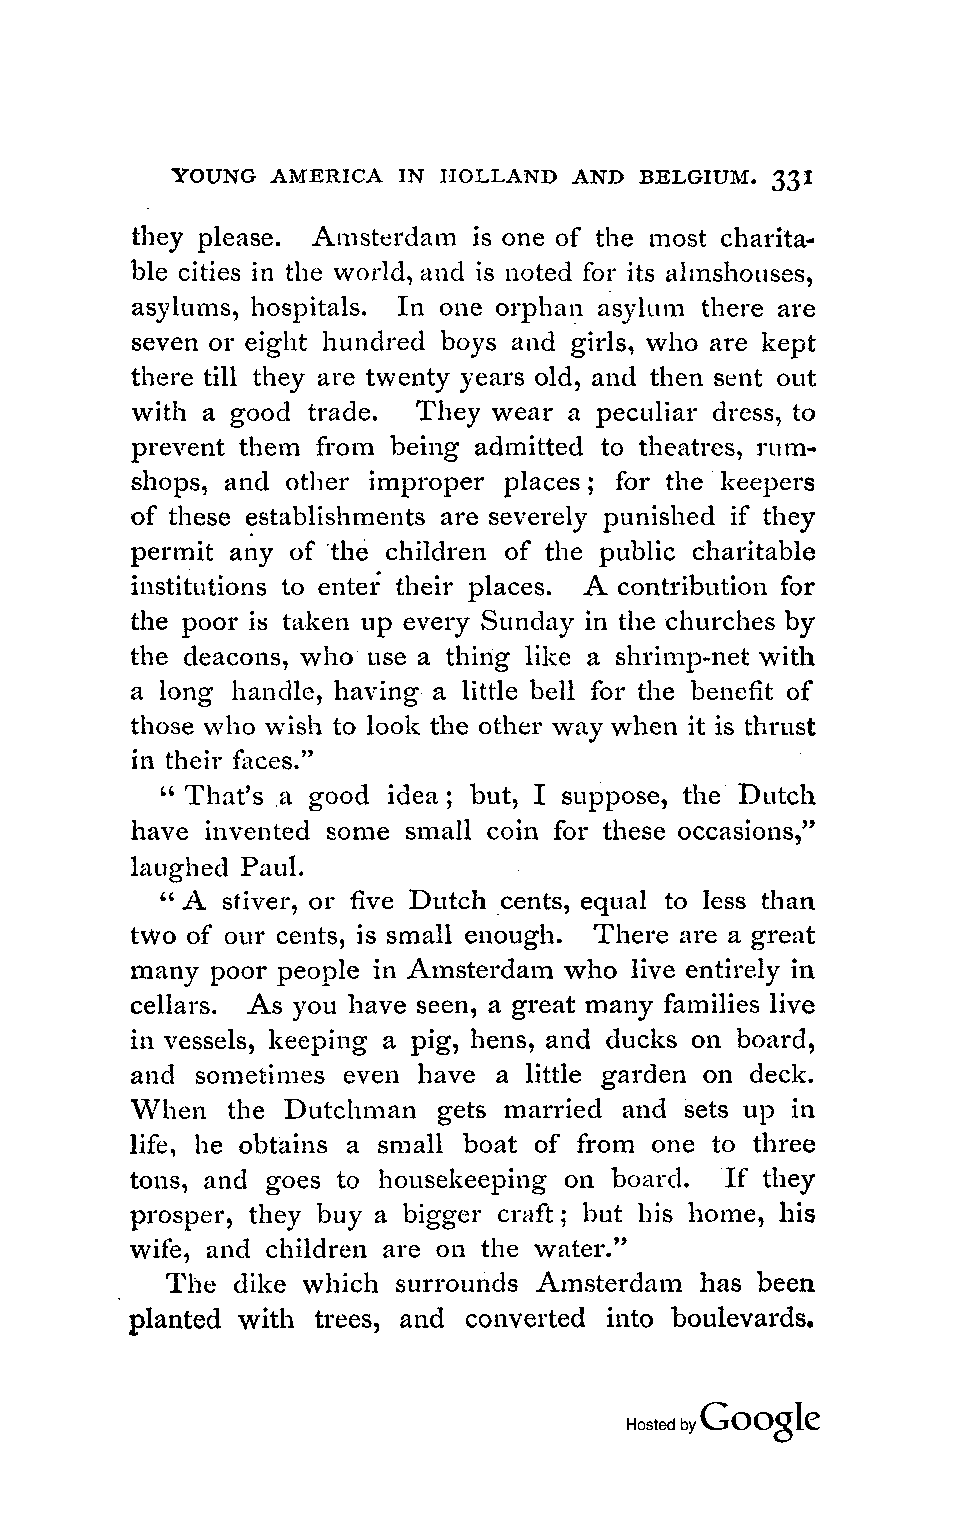 YOUNG AMERICA IN HOLLAND AND BELGIUM. 331
they please. Amsterdam is one of the most charita-
ble cities in the world, and is noted for its almshouses,
asylums, hospitals. In one orphan asylum there are
seven or eight hundred boys and girls, who are kept
there till they are twenty years old, and then sent out
with a good trade. They wear a peculiar dress, to
prevent them from being admitted to theatres, rum-
shops, and other improper places; for the keepers
of these establishments are severely punished if they
permit any of the children of the public charitable
institutions to enter their places. A contribution for
the poor is taken up every Sunday in the churches by
the deacons, who use a thing like a shrimp-net with
a long handle, having a little bell for the benefit of
those who wish to look the other way when it is thrust
in their faces."
"That's a good idea; but, I suppose, the Dutch
have invented some small coin for these occasions,"
laughed Paul.
"A stiver, or five Dutch cents, equal to less than
two of our cents, is small enough. There are a great
many poor people in Amsterdam who live entirely in
cellars. As you have seen, a great many families live
in vessels, keeping a pig, hens, and ducks on board,
and sometimes even have a little garden on deck.
When the Dutchman gets married and sets up in
life, he obtains a small boat of from one to three
tons, and goes to housekeeping on board. If they
prosper, they buy a bigger craft; but his home, his
wife, and children are on the water."
The dike which surrounds Amsterdam has been
planted with trees, and converted into boulevards.
Hosted by Google